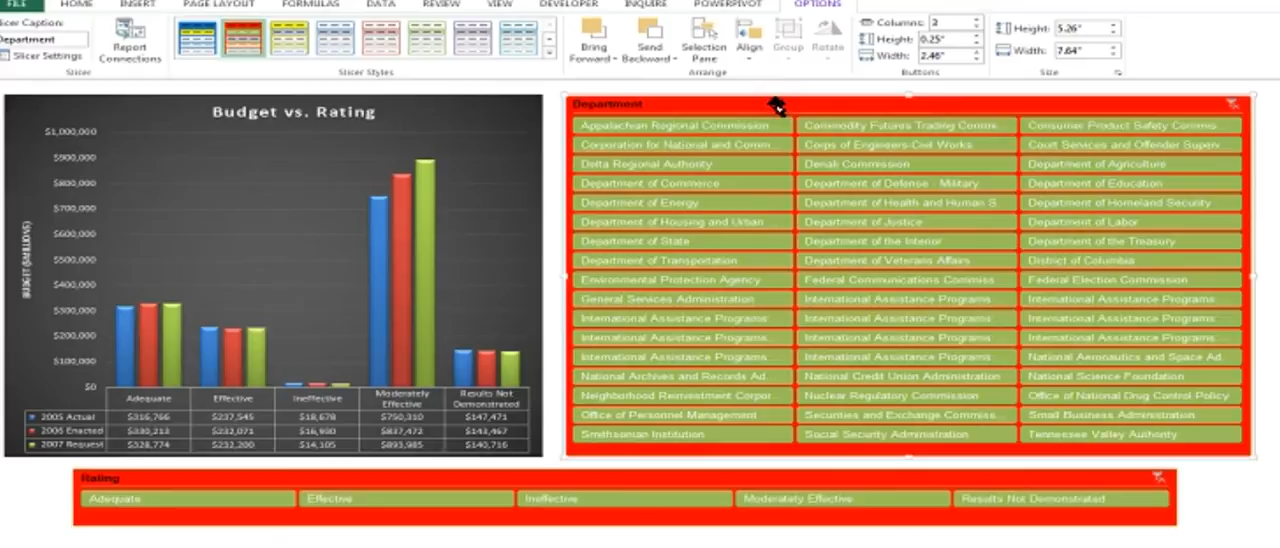 FILE HOME INSERT PAGE LAYOUT FORMULAS DATA REVIEW VIEW DEVELOPER INQUIRE POWERPIVOT OPTIONS
Slicer Caption:
Department
Slicer Settings
Report Connections
Bring Forward
Send Backward
Selection Pane
Align
Group
Rotate
Columns: 3
Height: 0.25"
Width: 2.46"
Height: 5.26"
Width: 7.64"
Slicer
Slicer Styles
Arrange
Buttons
Size
Budget vs. Rating
BUDGET ($MILLIONS)
$1,000,000
$900,000
$800,000
$700,000
$600,000
$500,000
$400,000
$300,000
$200,000
$100,000
$0
Adequate Effective Ineffective Moderately Effective Results Not Demonstrated
2005 Actual $316,766 $237,545 $18,678 $750,310 $147,471
2006 Enacted $330,213 $232,071 $16,930 $837,472 $143,467
2007 Request $328,774 $232,200 $14,105 $893,985 $140,716
Department
Appalachian Regional Commission Commodity Futures Trading Comm Consumer Product Safety Commis...
Corporation for National and Comm... Corps of Engineers-Civil Works Court Services and Offender Superv
Delta Regional Authority Denali Commission Department of Agriculture
Department of Commerce Department of Defense - Military Department of Education
Department of Energy Department of Health and Human S Department of Homeland Security
Department of Housing and Urban Department of Justice Department of Labor
Department of State Department of the Interior Department of the Treasury
Department of Transportation Department of Veterans Affairs District of Columbia
Environmental Protection Agency Federal Communications Commiss Federal Election Commission
General Services Administration International Assistance Programs International Assistance Programs
International Assistance Programs International Assistance Programs International Assistance Programs
International Assistance Programs International Assistance Programs International Assistance Programs
International Assistance Programs International Assistance Programs National Aeronautics and Space Ad
National Archives and Records Ad... National Credit Union Administration National Science Foundation
Neighborhood Reinvestment Corpor... Nuclear Regulatory Commission Office of National Drug Control Policy
Office of Personnel Management Securities and Exchange Commiss... Small Business Administration
Smithsonian Institution Social Security Administration Tennessee Valley Authority
Rating
Adequate Effective Ineffective Moderately Effective Results Not Demonstrated